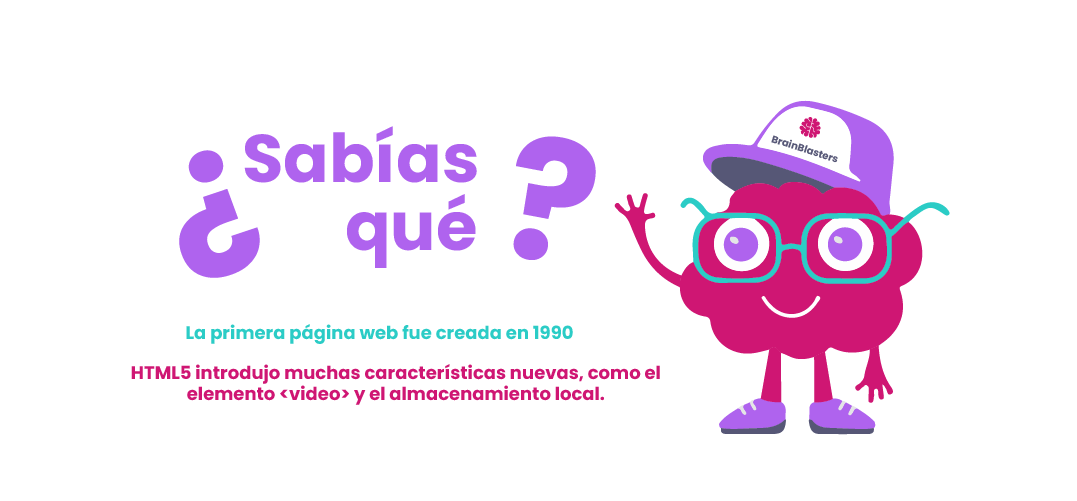 ¿Sabías
qué?
BrainBlasters
La primera página web fue creada en 1990
HTML5 introdujo muchas características nuevas, como el
elemento <video> y el almacenamiento local.